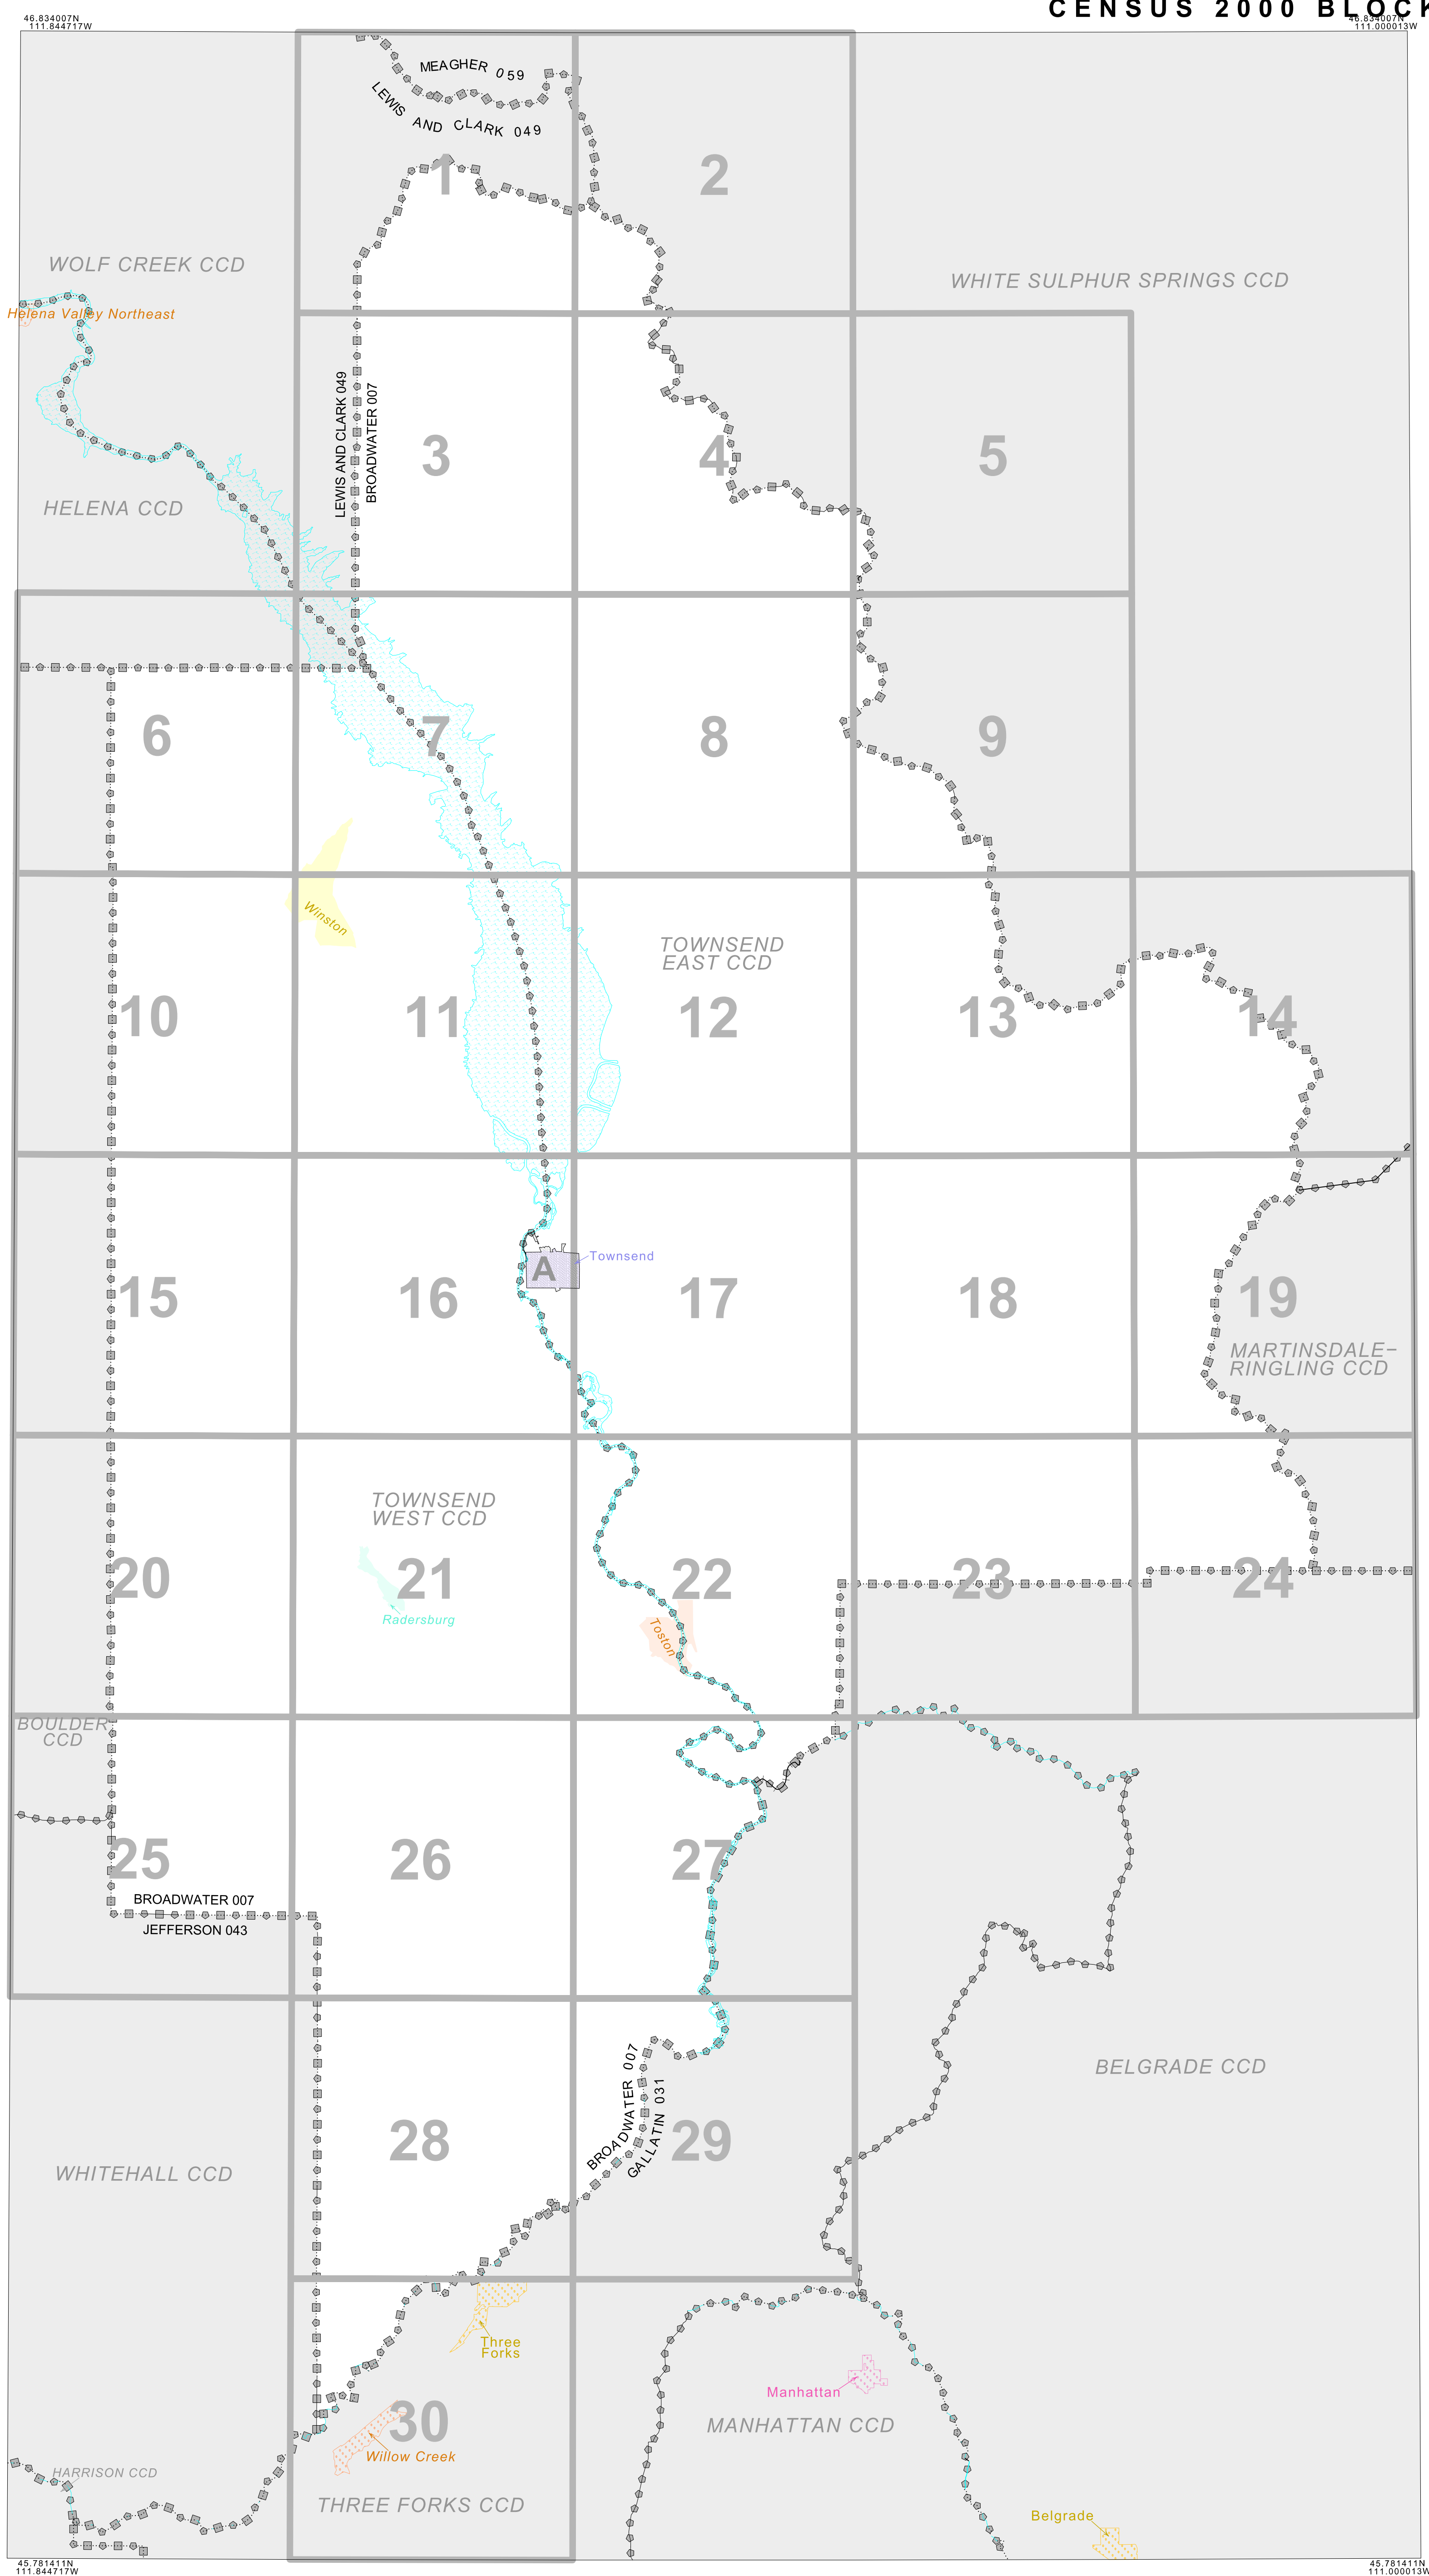 CENSUS 2000 BLOCK
46.834007N
111.844717W
46.834007N
111.000013W
MEAGHER 059
LEWIS AND CLARK 049
1
2
WOLF CREEK CCD
WHITE SULPHUR SPRINGS CCD
Helena Valley Northeast
LEWIS AND CLARK 049
BROADWATER 007
3
4
5
HELENA CCD
6
7
8
9
Winston
TOWNSEND
EAST CCD
10
11
12
13
14
Townsend
A
15
16
17
18
19
MARTINSDALE-
RINGLING CCD
TOWNSEND
WEST CCD
20
21
22
23
24
Radersburg
Toston
BOULDER
CCD
25
26
27
BROADWATER 007
JEFFERSON 043
BROADWATER 007
GALLATIN 031
BELGRADE CCD
28
29
WHITEHALL CCD
Three
Forks
Manhattan
30
MANHATTAN CCD
Willow Creek
HARRISON CCD
THREE FORKS CCD
Belgrade
45.781411N
111.844717W
45.781411N
111.000013W